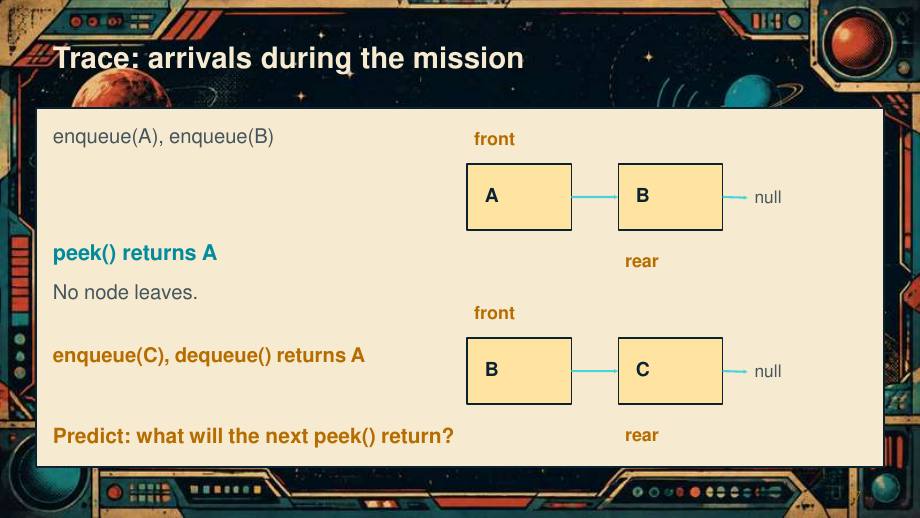 Trace: arrivals during the mission
enqueue(A), enqueue(B)
front
A
B
null
rear
peek() returns A
No node leaves.
enqueue(C), dequeue() returns A
front
B
C
null
rear
Predict: what will the next peek() return?